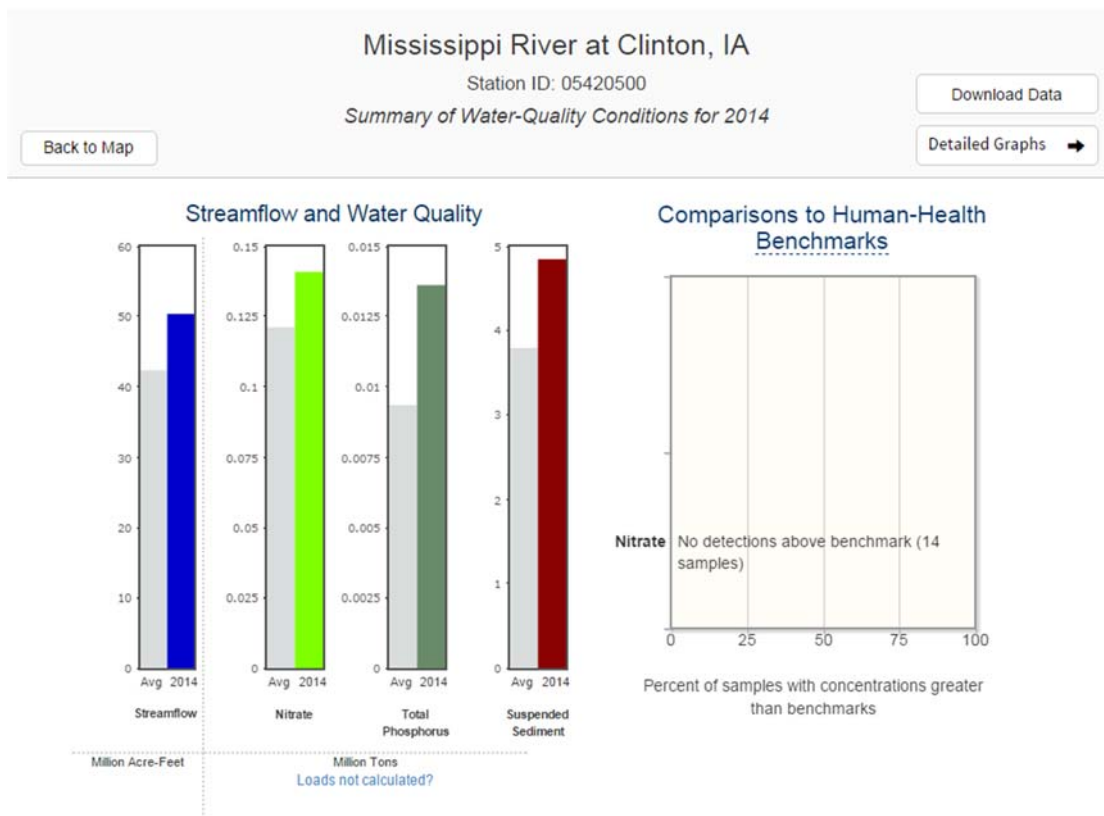 Mississippi River at Clinton, IA
Station ID: 05420500
Summary of Water-Quality Conditions for 2014
Download Data
Back to Map
Detailed Graphs
Streamflow and Water Quality
60
50
40
30
20
10
0
Avg 2014
Streamflow
0.15
0.125
0.1
0.075
0.05
0.025
0
Avg 2014
Nitrate
0.015
0.0125
0.01
0.0075
0.005
0.0025
0
Avg 2014
Total
Phosphorus
5
4
3
2
1
0
Avg 2014
Suspended
Sediment
Million Acre-Feet
Million Tons
Loads not calculated?
Comparisons to Human-Health
Benchmarks
Nitrate
No detections above benchmark (14
samples)
0 25 50 75 100
Percent of samples with concentrations greater
than benchmarks